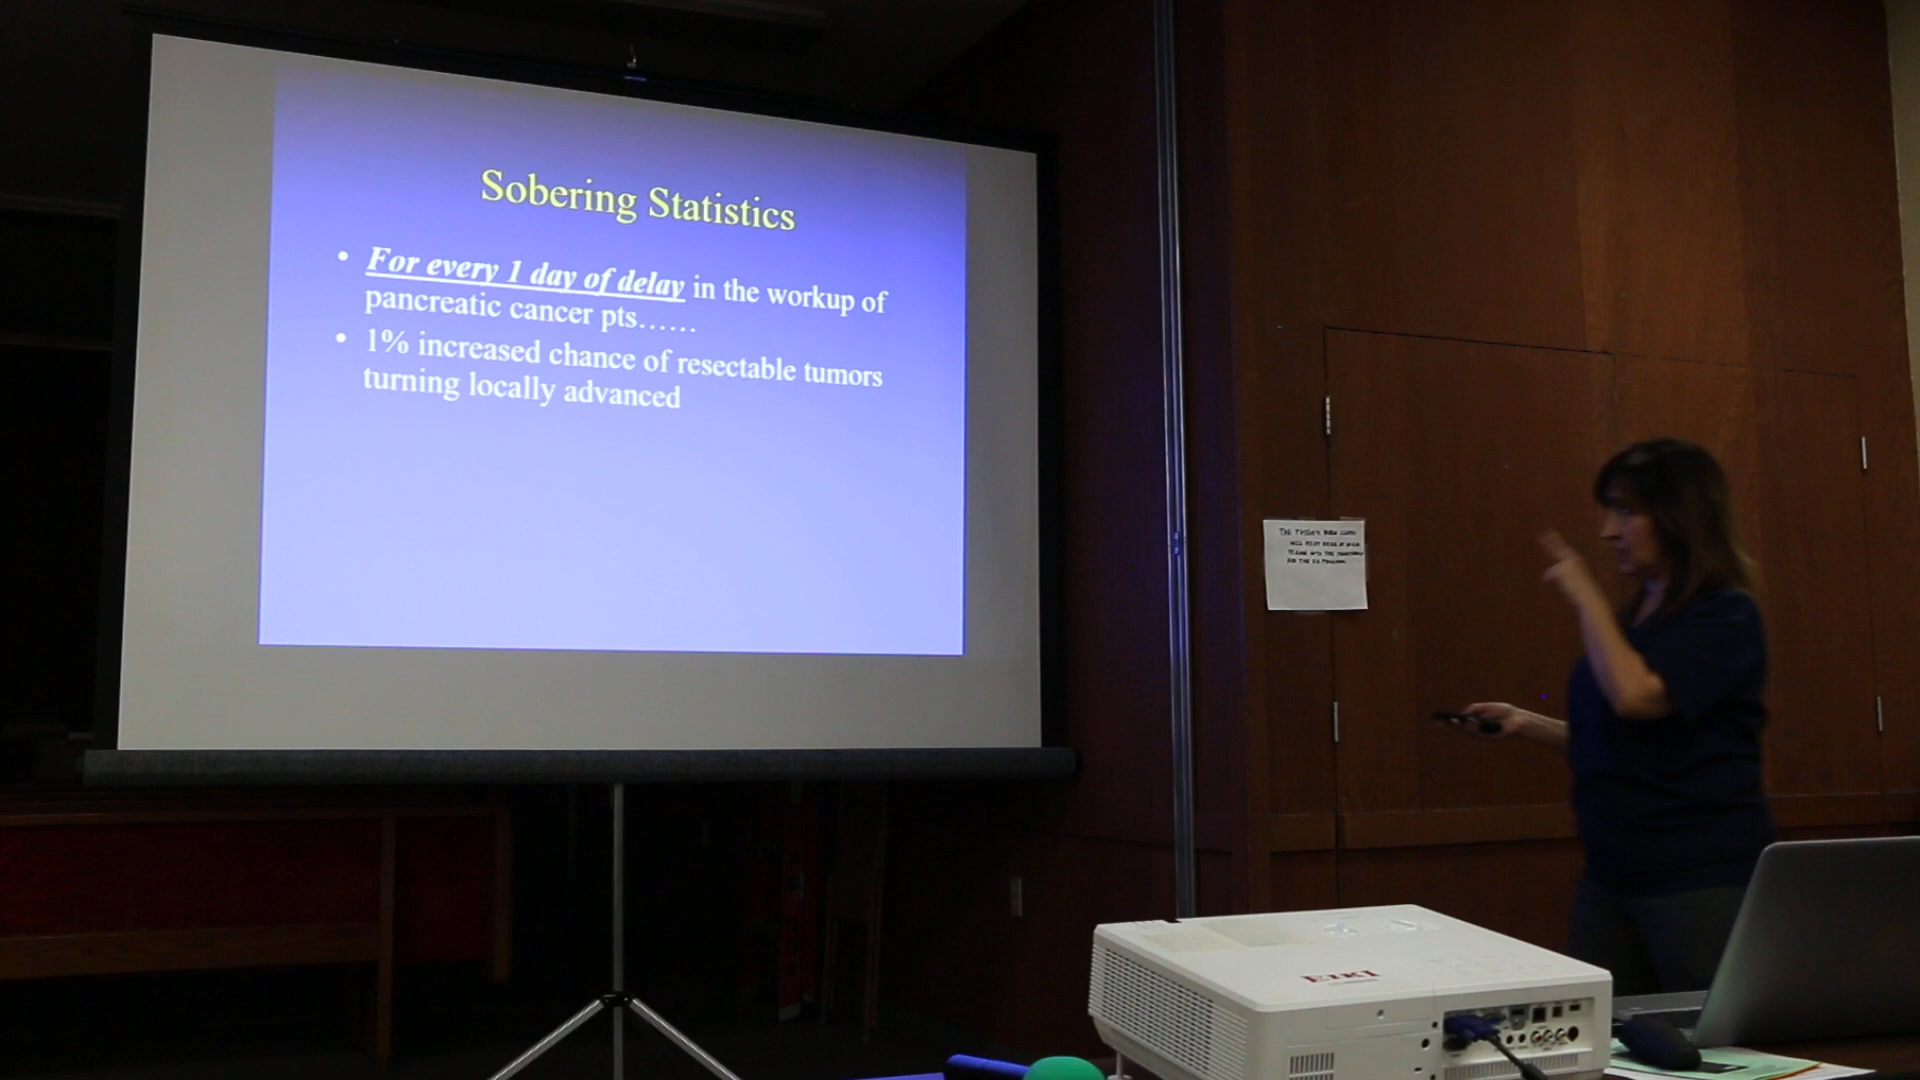 Sobering Statistics
• For every 1 day of delay in the workup of
pancreatic cancer pts......
• 1% increased chance of resectable tumors
turning locally advanced
EIKI